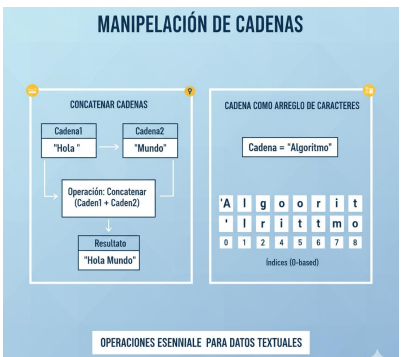 MANIPELACIÓN DE CADENAS
CONCATENAR CADENAS
Cadena1
"Hola "
Cadena2
"Mundo"
Operación: Concatenar
(Caden1 + Caden2)
Resultato
"Hola Mundo"
CADENA COMO ARREGLO DE CARACTERES
Cadena = "Algoritmo"
'A l g o o r i t
' l r i t t m o
0 1 2 4 5 6 7 8
Índices (0-based)
OPERACIONES ESENNIALE PARA DATOS TEXTUALES